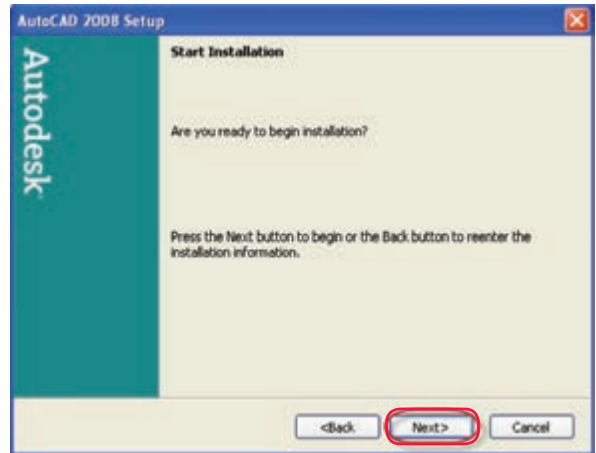 AutoCAD 2008 Setup
Autodesk
Start Installation
Are you ready to begin installation?
Press the Next button to begin or the Back button to reenter the
installation information.
<Back
Next>
Cancel